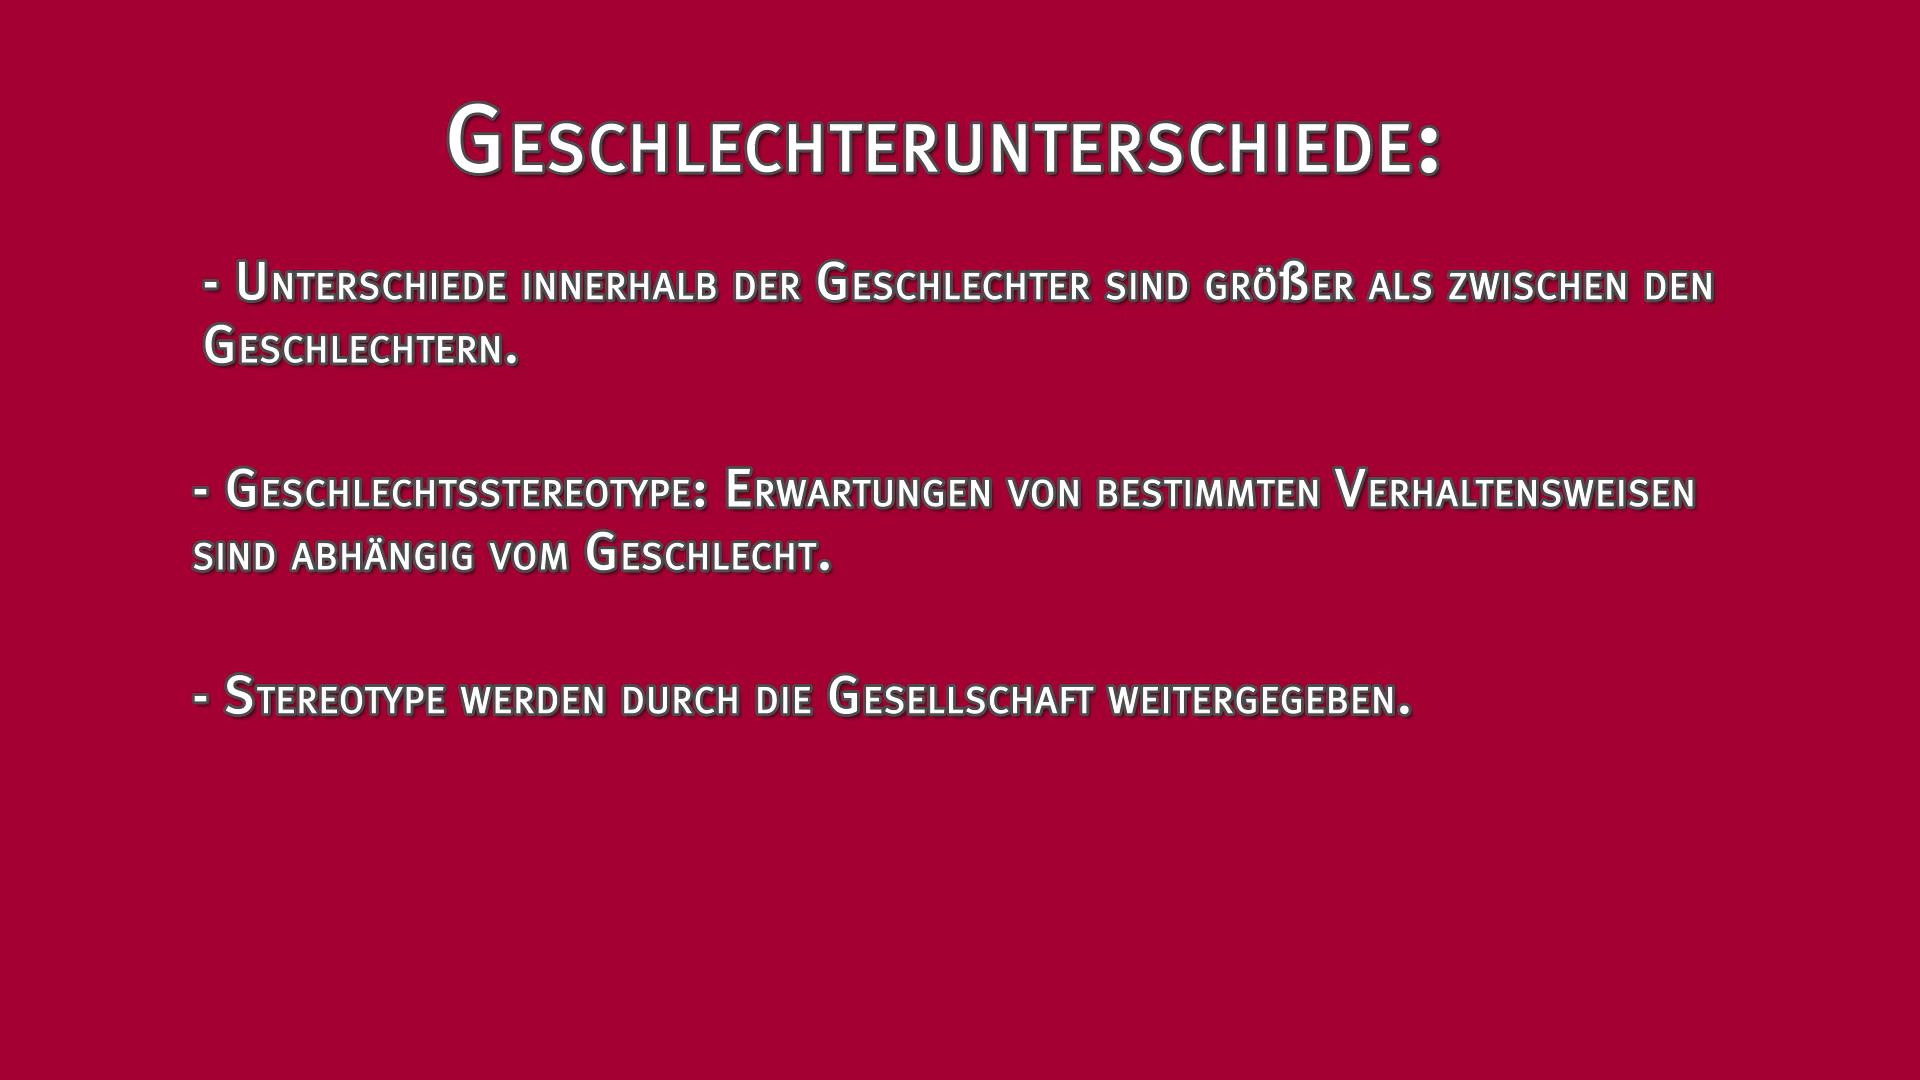 Geschlechterunterschiede:
- Unterschiede innerhalb der Geschlechter sind größer als zwischen den
Geschlechtern.
- Geschlechtsstereotype: Erwartungen von bestimmten Verhaltensweisen
sind abhängig vom Geschlecht.
- Stereotype werden durch die Gesellschaft weitergegeben.